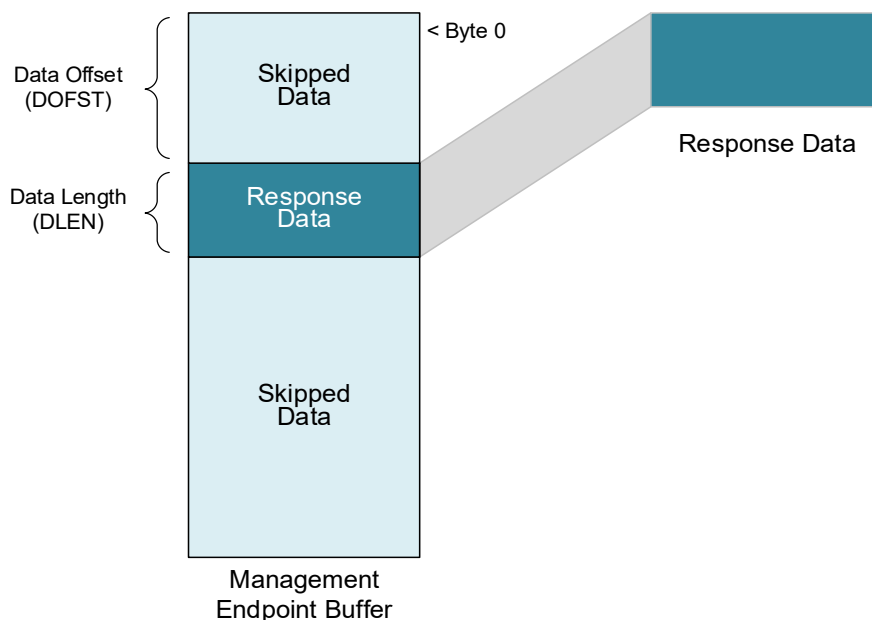 < Byte 0
Skipped
Data
Data Offset
(DOFST)
Response Data
Data Length
(DLEN)
Response
Data
Skipped
Data
Management
Endpoint Buffer